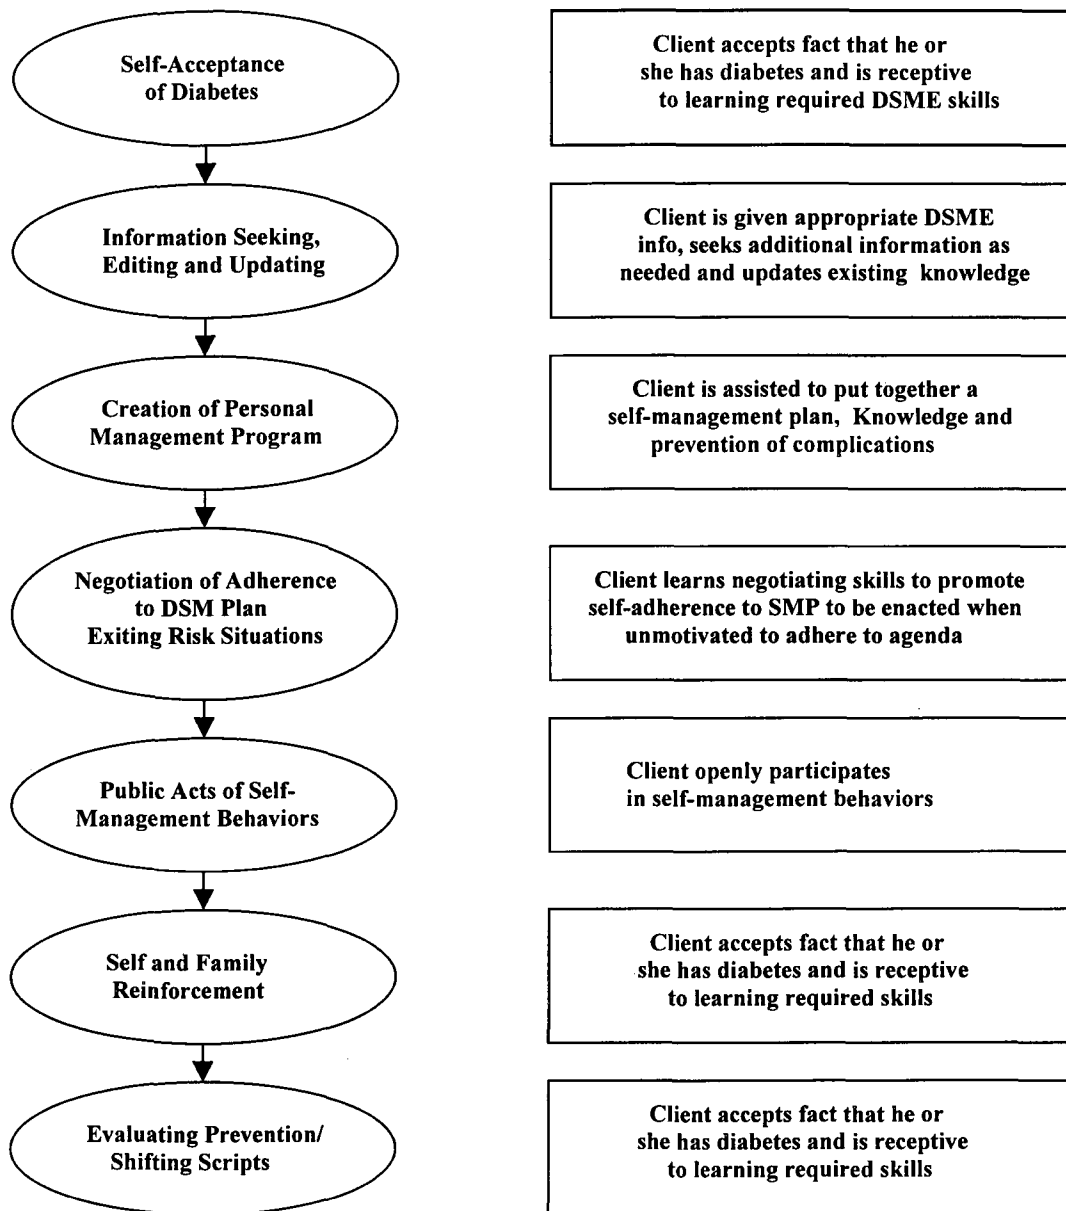 Self-Acceptance
of Diabetes
Client accepts fact that he or
she has diabetes and is receptive
to learning required DSME skills
Information Seeking,
Editing and Updating
Client is given appropriate DSME
info, seeks additional information as
needed and updates existing knowledge
Creation of Personal
Management Program
Client is assisted to put together a
self-management plan, Knowledge and
prevention of complications
Negotiation of Adherence
to DSM Plan
Exiting Risk Situations
Client learns negotiating skills to promote
self-adherence to SMP to be enacted when
unmotivated to adhere to agenda
Public Acts of Self-
Management Behaviors
Client openly participates
in self-management behaviors
Self and Family
Reinforcement
Client accepts fact that he or
she has diabetes and is receptive
to learning required skills
Evaluating Prevention/
Shifting Scripts
Client accepts fact that he or
she has diabetes and is receptive
to learning required skills